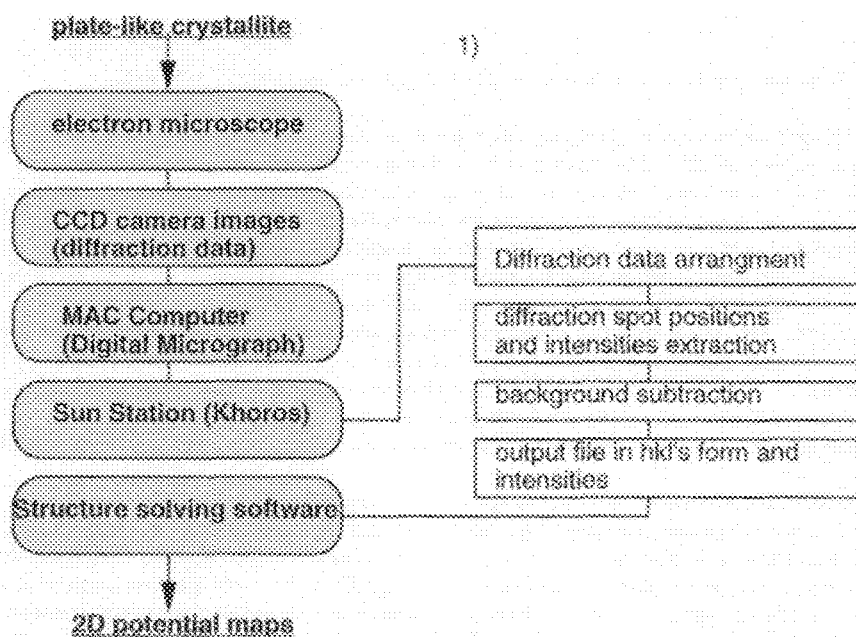 plate-like crystallite
1)
electron microscope
CCD camera images
(diffraction data)
MAC Computer
(Digital Micrograph)
Sun Station (Khoros)
Structure solving software
2D potential maps
Diffraction data arrangment
diffraction spot positions
and intensities extraction
background subtraction
output file in hkl's form and
intensities